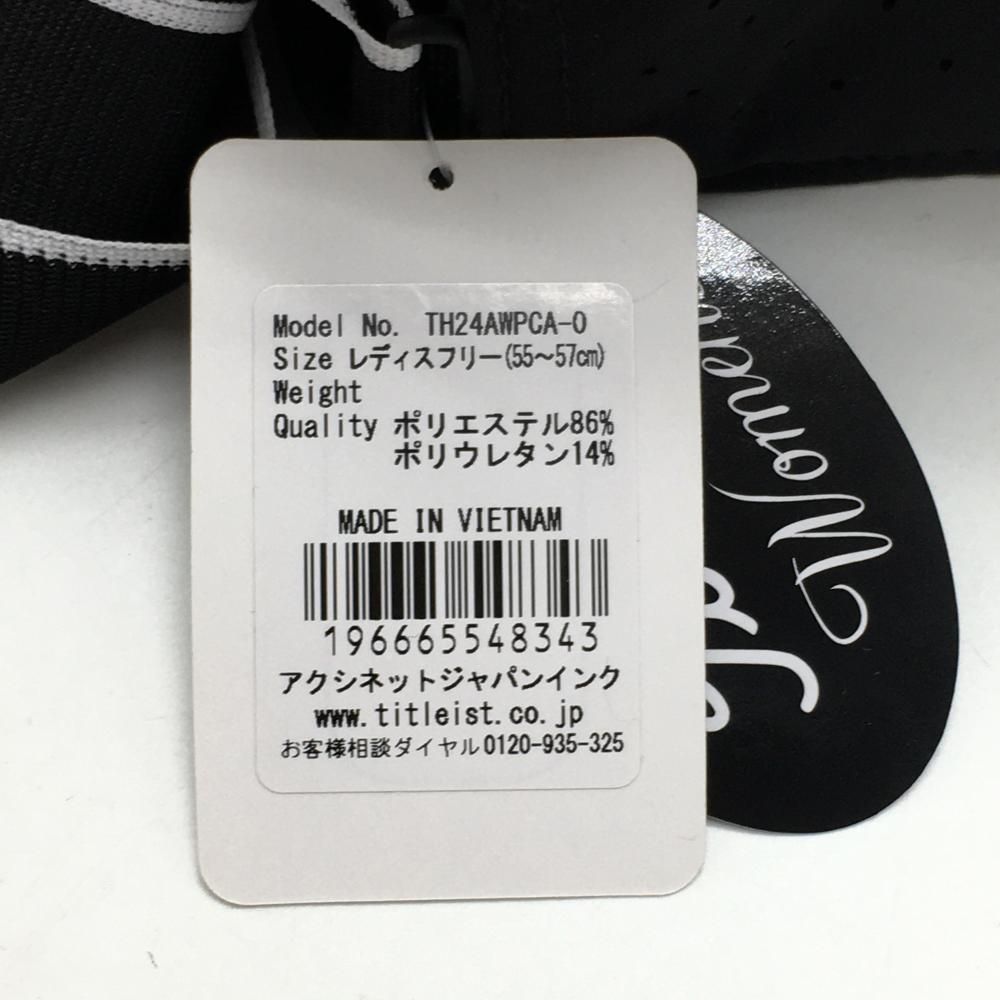 Model No. TH24AWPCA-0
Size レディスフリー(55～57cm)
Weight
Quality ポリエステル86%
ポリウレタン14%
MADE IN VIETNAM
196665548343
アクシネットジャパンインク
www.titleist.co.jp
お客様相談ダイヤル0120-935-325